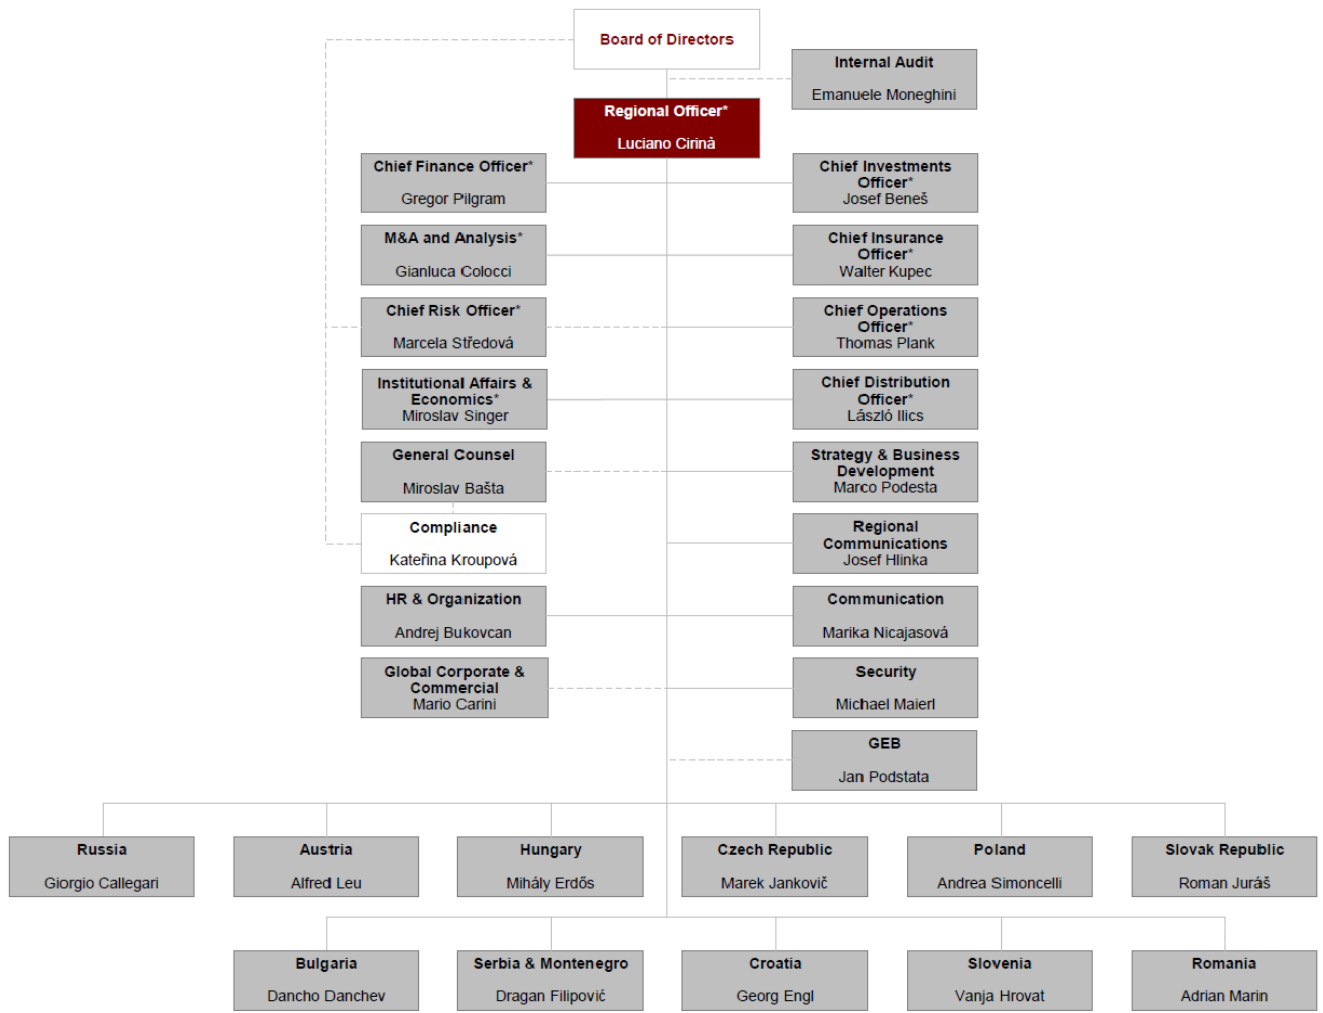 Board of Directors
Internal Audit
Emanuele Moneghini
Regional Officer*
Luciano Cirinà
Chief Finance Officer*
Gregor Pilgram
Chief Investments
Officer*
Josef Beneš
M&A and Analysis*
Gianluca Colocci
Chief Insurance
Officer*
Walter Kupec
Chief Risk Officer*
Marcela Středová
Chief Operations
Officer*
Thomas Plank
Institutional Affairs &
Economics*
Miroslav Singer
Chief Distribution
Officer*
László Ilics
General Counsel
Miroslav Bašta
Strategy & Business
Development
Marco Podesta
Compliance
Kateřina Kroupová
Regional
Communications
Josef Hlinka
HR & Organization
Andrej Bukovcan
Communication
Marika Nicajasová
Global Corporate &
Commercial
Mario Carini
Security
Michael Maierl
GEB
Jan Podstata
Russia
Giorgio Callegari
Austria
Alfred Leu
Hungary
Mihály Erdős
Czech Republic
Marek Jankovič
Poland
Andrea Simoncelli
Slovak Republic
Roman Juráš
Bulgaria
Dancho Danchev
Serbia & Montenegro
Dragan Filipović
Croatia
Georg Engl
Slovenia
Vanja Hrovat
Romania
Adrian Marin